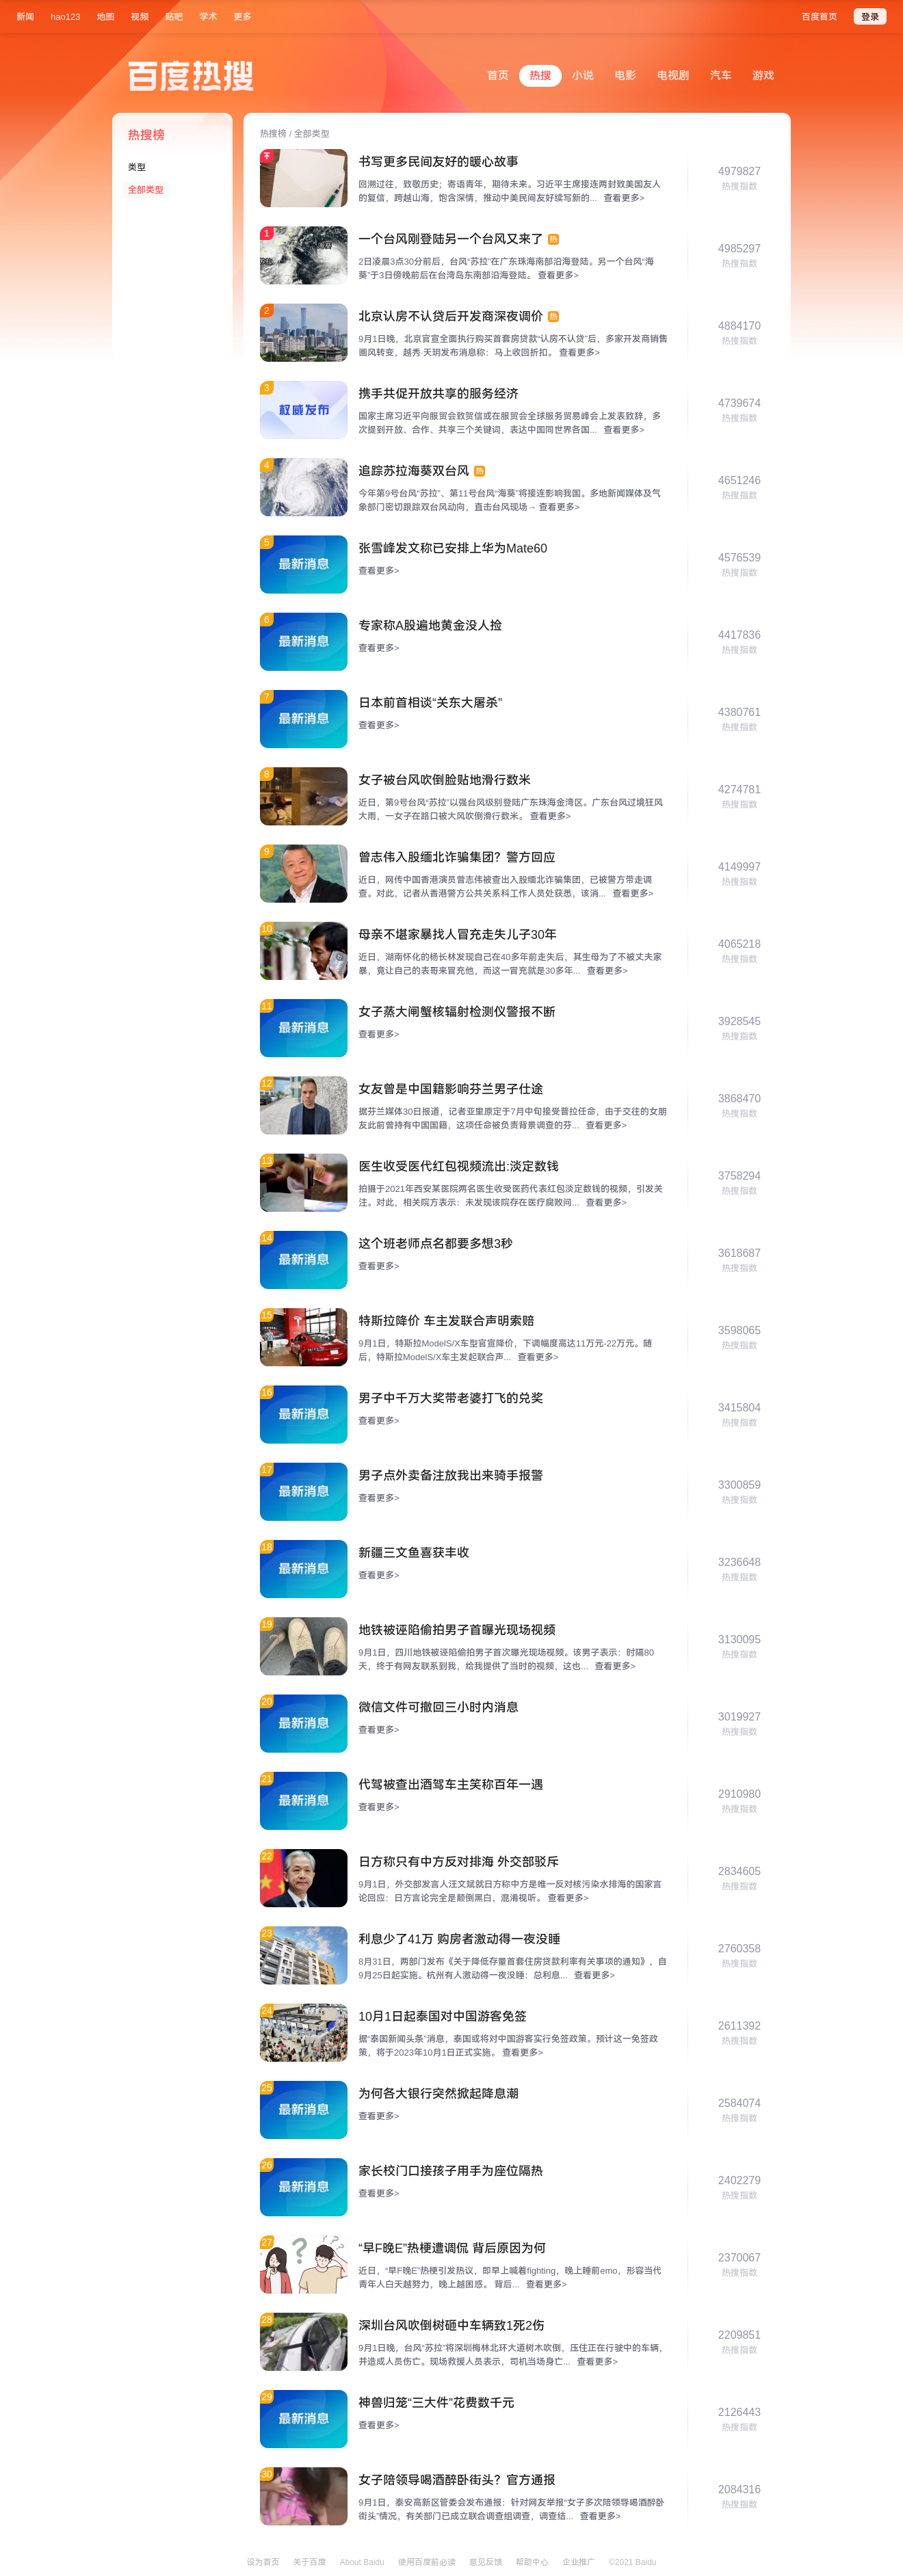 新闻 hao123 地图 视频 贴吧 学术 更多 百度首页 登录
百度热搜
首页 热搜 小说 电影 电视剧 汽车 游戏
热搜榜
类型
全部类型
热搜榜 / 全部类型
书写更多民间友好的暖心故事
回溯过往，致敬历史；寄语青年，期待未来。习近平主席接连两封致美国友人
的复信，跨越山海，饱含深情，推动中美民间友好续写新的... 查看更多>
4979827
热搜指数
1
一个台风刚登陆另一个台风又来了 热
2日凌晨3点30分前后，台风“苏拉”在广东珠海南部沿海登陆。另一个台风“海
葵”于3日傍晚前后在台湾岛东南部沿海登陆。 查看更多>
4985297
热搜指数
2
北京认房不认贷后开发商深夜调价 热
9月1日晚，北京官宣全面执行购买首套房贷款“认房不认贷”后，多家开发商销售
画风转变，越秀·天玥发布消息称：马上收回折扣。 查看更多>
4884170
热搜指数
3
权威发布
携手共促开放共享的服务经济
国家主席习近平向服贸会致贺信或在服贸会全球服务贸易峰会上发表致辞，多
次提到开放、合作、共享三个关键词，表达中国同世界各国... 查看更多>
4739674
热搜指数
4
追踪苏拉海葵双台风 热
今年第9号台风“苏拉”、第11号台风“海葵”将接连影响我国。多地新闻媒体及气
象部门密切跟踪双台风动向，直击台风现场→ 查看更多>
4651246
热搜指数
5
最新消息
张雪峰发文称已安排上华为Mate60
查看更多>
4576539
热搜指数
6
最新消息
专家称A股遍地黄金没人捡
查看更多>
4417836
热搜指数
7
最新消息
日本前首相谈“关东大屠杀”
查看更多>
4380761
热搜指数
8
女子被台风吹倒脸贴地滑行数米
近日，第9号台风“苏拉”以强台风级别登陆广东珠海金湾区。广东台风过境狂风
大雨，一女子在路口被大风吹倒滑行数米。 查看更多>
4274781
热搜指数
9
曾志伟入股缅北诈骗集团？警方回应
近日，网传中国香港演员曾志伟被查出入股缅北诈骗集团，已被警方带走调
查。对此，记者从香港警方公共关系科工作人员处获悉，该消... 查看更多>
4149997
热搜指数
10
母亲不堪家暴找人冒充走失儿子30年
近日，湖南怀化的杨长林发现自己在40多年前走失后，其生母为了不被丈夫家
暴，竟让自己的表哥来冒充他，而这一冒充就是30多年... 查看更多>
4065218
热搜指数
11
最新消息
女子蒸大闸蟹核辐射检测仪警报不断
查看更多>
3928545
热搜指数
12
女友曾是中国籍影响芬兰男子仕途
据芬兰媒体30日报道，记者亚里原定于7月中旬接受普拉任命，由于交往的女朋
友此前曾持有中国国籍，这项任命被负责背景调查的芬... 查看更多>
3868470
热搜指数
13
医生收受医代红包视频流出:淡定数钱
拍摄于2021年西安某医院两名医生收受医药代表红包淡定数钱的视频，引发关
注。对此，相关院方表示：未发现该院存在医疗腐败问... 查看更多>
3758294
热搜指数
14
最新消息
这个班老师点名都要多想3秒
查看更多>
3618687
热搜指数
15
特斯拉降价 车主发联合声明索赔
9月1日，特斯拉ModelS/X车型官宣降价，下调幅度高达11万元-22万元。随
后，特斯拉ModelS/X车主发起联合声... 查看更多>
3598065
热搜指数
16
最新消息
男子中千万大奖带老婆打飞的兑奖
查看更多>
3415804
热搜指数
17
最新消息
男子点外卖备注放我出来骑手报警
查看更多>
3300859
热搜指数
18
最新消息
新疆三文鱼喜获丰收
查看更多>
3236648
热搜指数
19
地铁被诬陷偷拍男子首曝光现场视频
9月1日，四川地铁被诬陷偷拍男子首次曝光现场视频。该男子表示：时隔80
天，终于有网友联系到我，给我提供了当时的视频，这也... 查看更多>
3130095
热搜指数
20
最新消息
微信文件可撤回三小时内消息
查看更多>
3019927
热搜指数
21
最新消息
代驾被查出酒驾车主笑称百年一遇
查看更多>
2910980
热搜指数
22
日方称只有中方反对排海 外交部驳斥
9月1日，外交部发言人汪文斌就日方称中方是唯一反对核污染水排海的国家言
论回应：日方言论完全是颠倒黑白，混淆视听。 查看更多>
2834605
热搜指数
23
利息少了41万 购房者激动得一夜没睡
8月31日，两部门发布《关于降低存量首套住房贷款利率有关事项的通知》，自
9月25日起实施。杭州有人激动得一夜没睡：总利息... 查看更多>
2760358
热搜指数
24
10月1日起泰国对中国游客免签
据“泰国新闻头条”消息，泰国或将对中国游客实行免签政策。预计这一免签政
策，将于2023年10月1日正式实施。 查看更多>
2611392
热搜指数
25
最新消息
为何各大银行突然掀起降息潮
查看更多>
2584074
热搜指数
26
最新消息
家长校门口接孩子用手为座位隔热
查看更多>
2402279
热搜指数
27
“早F晚E”热梗遭调侃 背后原因为何
近日，“早F晚E”热梗引发热议，即早上喊着fighting，晚上睡前emo，形容当代
青年人白天越努力，晚上越困惑。 背后... 查看更多>
2370067
热搜指数
28
深圳台风吹倒树砸中车辆致1死2伤
9月1日晚，台风“苏拉”将深圳梅林北环大道树木吹倒，压住正在行驶中的车辆，
并造成人员伤亡。现场救援人员表示，司机当场身亡... 查看更多>
2209851
热搜指数
29
最新消息
神兽归笼“三大件”花费数千元
查看更多>
2126443
热搜指数
30
女子陪领导喝酒醉卧街头？官方通报
9月1日，泰安高新区管委会发布通报：针对网友举报“女子多次陪领导喝酒醉卧
街头”情况，有关部门已成立联合调查组调查，调查结... 查看更多>
2084316
热搜指数
设为首页 关于百度 About Baidu 使用百度前必读 意见反馈 帮助中心 企业推广 ©2021 Baidu